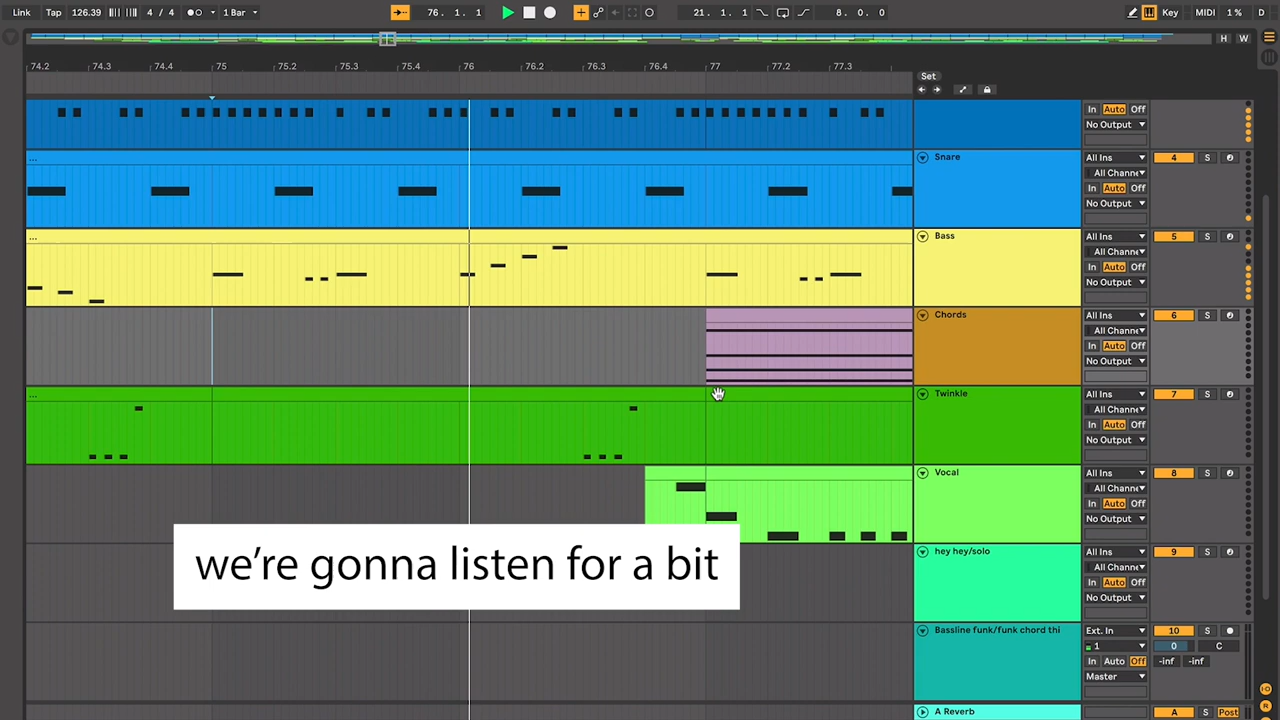 Link Tap 126.39 4 / 4 1 Bar 76. 1. 1 21. 1. 1 8. 0. 0 Key MIDI 1 % D
H W
74.2 74.3 74.4 75 75.2 75.3 75.4 76 76.2 76.3 76.4 77 77.2 77.3
Set
In Auto Off
No Output
... Snare All Ins 4 S
All Channe
In Auto Off
No Output
... Bass All Ins 5 S
All Channe
In Auto Off
No Output
Chords All Ins 6 S
All Channe
In Auto Off
No Output
... Twinkle All Ins 7 S
All Channe
In Auto Off
No Output
Vocal All Ins 8 S
All Channe
In Auto Off
No Output
we're gonna listen for a bit
hey hey/solo All Ins 9 S
All Channe
In Auto Off
No Output
Bassline funk/funk chord thi Ext. In 10 S
1 0 C
In Auto Off -inf -inf
Master
A Reverb A S Post